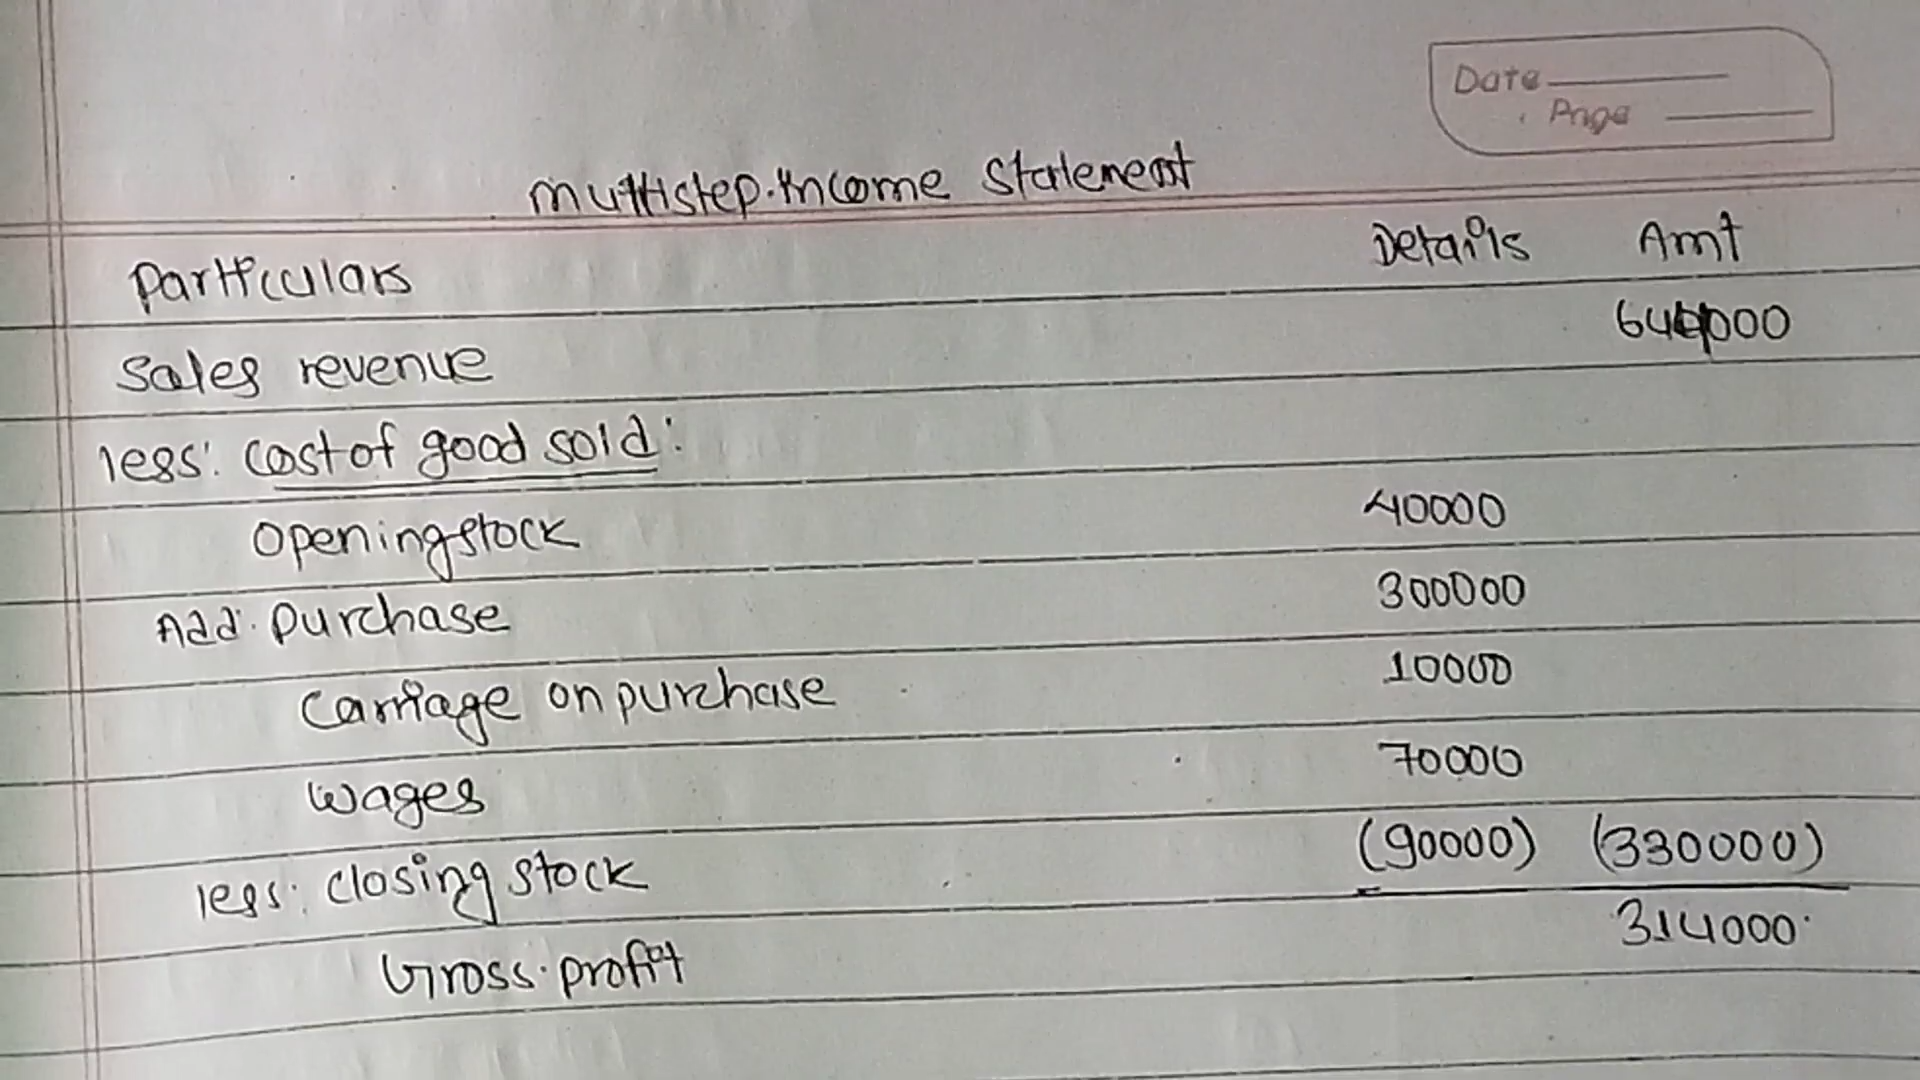 Date
Page
multistep income statement
particulars Details Amt
sales revenue 644000
less: cost of good sold:
opening stock 40000
Add: purchase 300000
carriage on purchase 10000
wages 70000
less: closing stock (90000) (330000)
Gross profit 314000